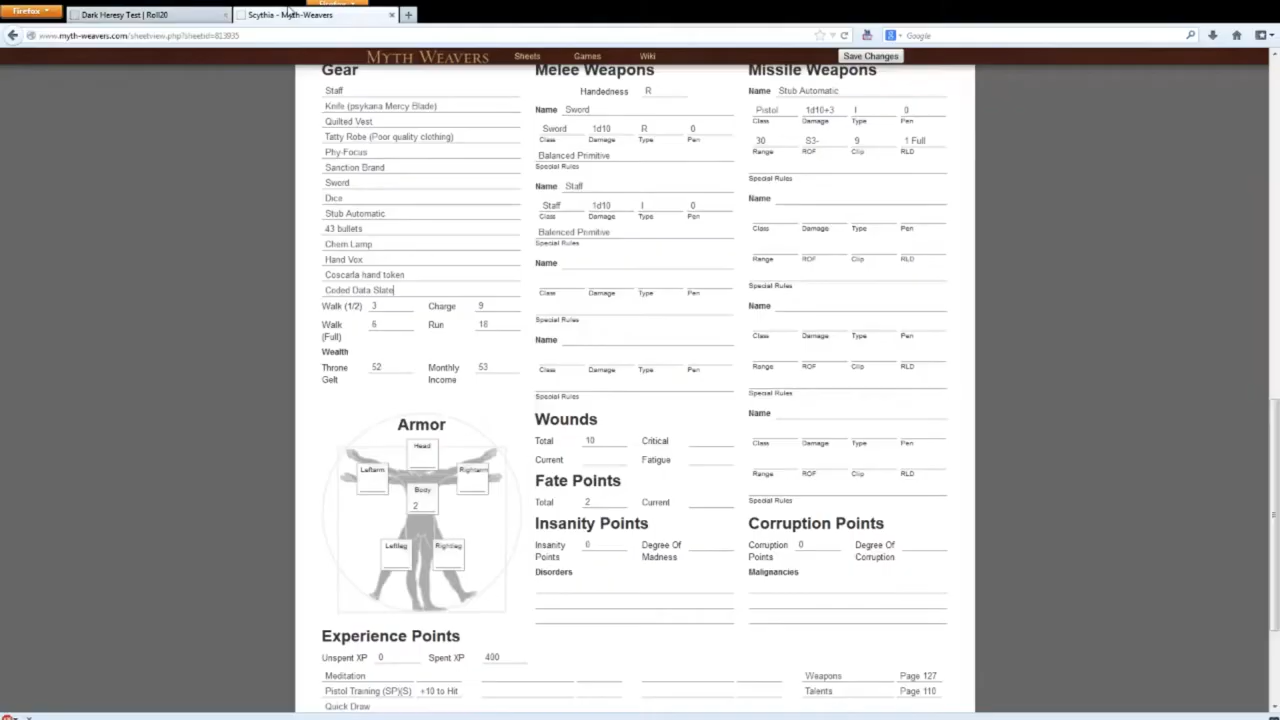 Firefox
Dark Heresy Test | Roll20
Scythia - Myth-Weavers
www.myth-weavers.com/sheetview.php?sheetid=813935
Google
MYTH WEAVERS Sheets Games Wiki Save Changes
Gear
Staff
Knife (psykana Mercy Blade)
Quilted Vest
Tatty Robe (Poor quality clothing)
Phy-Focus
Sanction Brand
Sword
Dice
Stub Automatic
43 bullets
Chem Lamp
Hand Vox
Coscarla hand token
Coded Data Slate
Walk (1/2) 3 Charge 9
Walk (Full) 6 Run 18
Wealth
Throne Gelt 52 Monthly Income 53
Armor
Head
Leftarm Rightarm
Body
2
Leftleg Rightleg
Melee Weapons
Handedness R
Name Sword
Sword 1d10 R 0
Class Damage Type Pen
Balanced Primitive
Special Rules
Name Staff
Staff 1d10 I 0
Class Damage Type Pen
Balenced Primitive
Special Rules
Name
Class Damage Type Pen
Special Rules
Name
Class Damage Type Pen
Special Rules
Wounds
Total 10 Critical
Current Fatigue
Fate Points
Total 2 Current
Insanity Points
Insanity Points 0 Degree Of Madness
Disorders
Missile Weapons
Name Stub Automatic
Pistol 1d10+3 I 0
Class Damage Type Pen
30 S3- 9 1 Full
Range ROF Clip RLD
Special Rules
Name
Class Damage Type Pen
Range ROF Clip RLD
Special Rules
Name
Class Damage Type Pen
Range ROF Clip RLD
Special Rules
Name
Class Damage Type Pen
Range ROF Clip RLD
Special Rules
Corruption Points
Corruption Points 0 Degree Of Corruption
Malignancies
Experience Points
Unspent XP 0 Spent XP 400
Meditation Weapons Page 127
Pistol Training (SP)(S) +10 to Hit Talents Page 110
Quick Draw